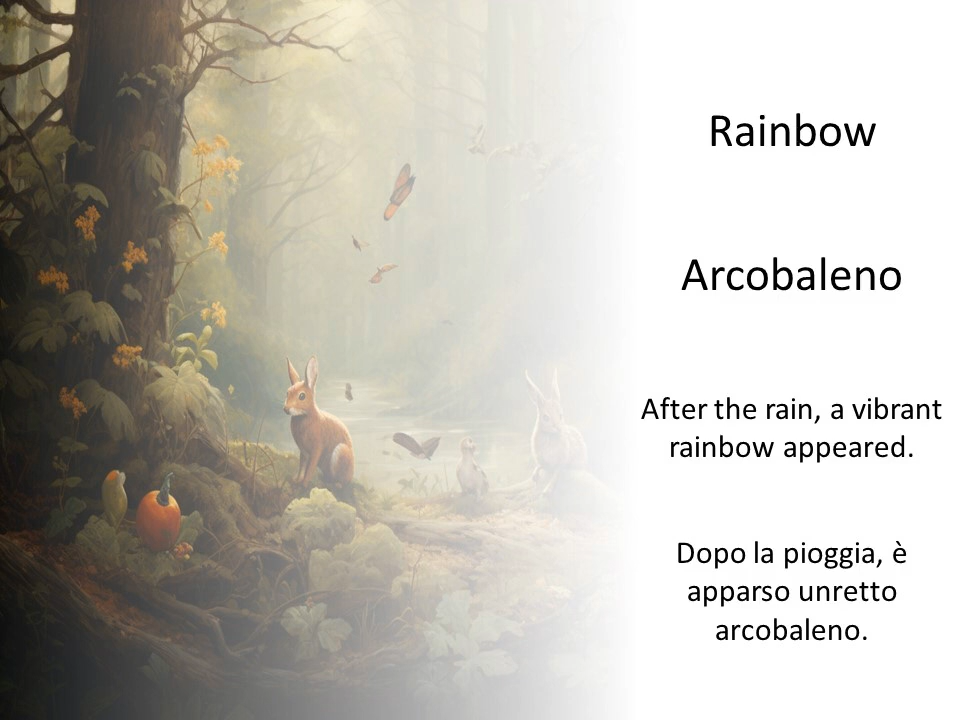 Rainbow
Arcobaleno
After the rain, a vibrant
rainbow appeared.
Dopo la pioggia, è
apparso unretto
arcobaleno.